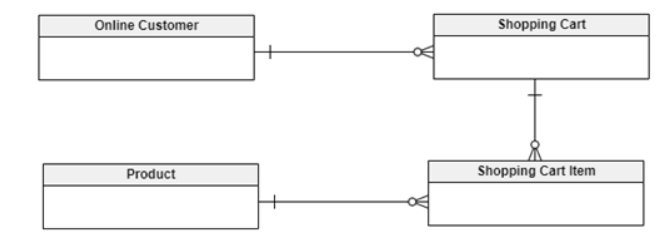 Online Customer
Shopping Cart
Product
Shopping Cart Item